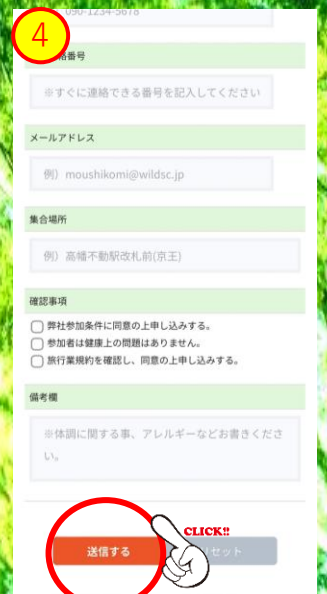 090-1234-5678
4
絡番号
※すぐに連絡できる番号を記入してください
メールアドレス
例）moushikomi@wildsc.jp
集合場所
例）高幡不動駅改札前(京王)
確認事項
弊社参加条件に同意の上申し込みする。
参加者は健康上の問題はありません。
旅行業規約を確認し、同意の上申し込みする。
備考欄
※体調に関する事、アレルギーなどお書きくださ
い。
CLICK!!
送信する
セット